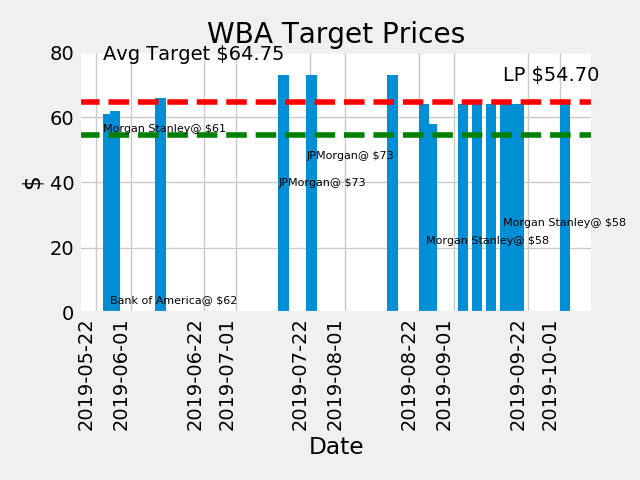 WBA Target Prices
Avg Target $64.75
LP $54.70
80
60
40
20
0
$
Morgan Stanley@ $61
JPMorgan@ $73
JPMorgan@ $73
Morgan Stanley@ $58
Morgan Stanley@ $58
Bank of America@ $62
2019-05-22
2019-06-01
2019-06-22
2019-07-01
2019-07-22
2019-08-01
2019-08-22
2019-09-01
2019-09-22
2019-10-01
Date